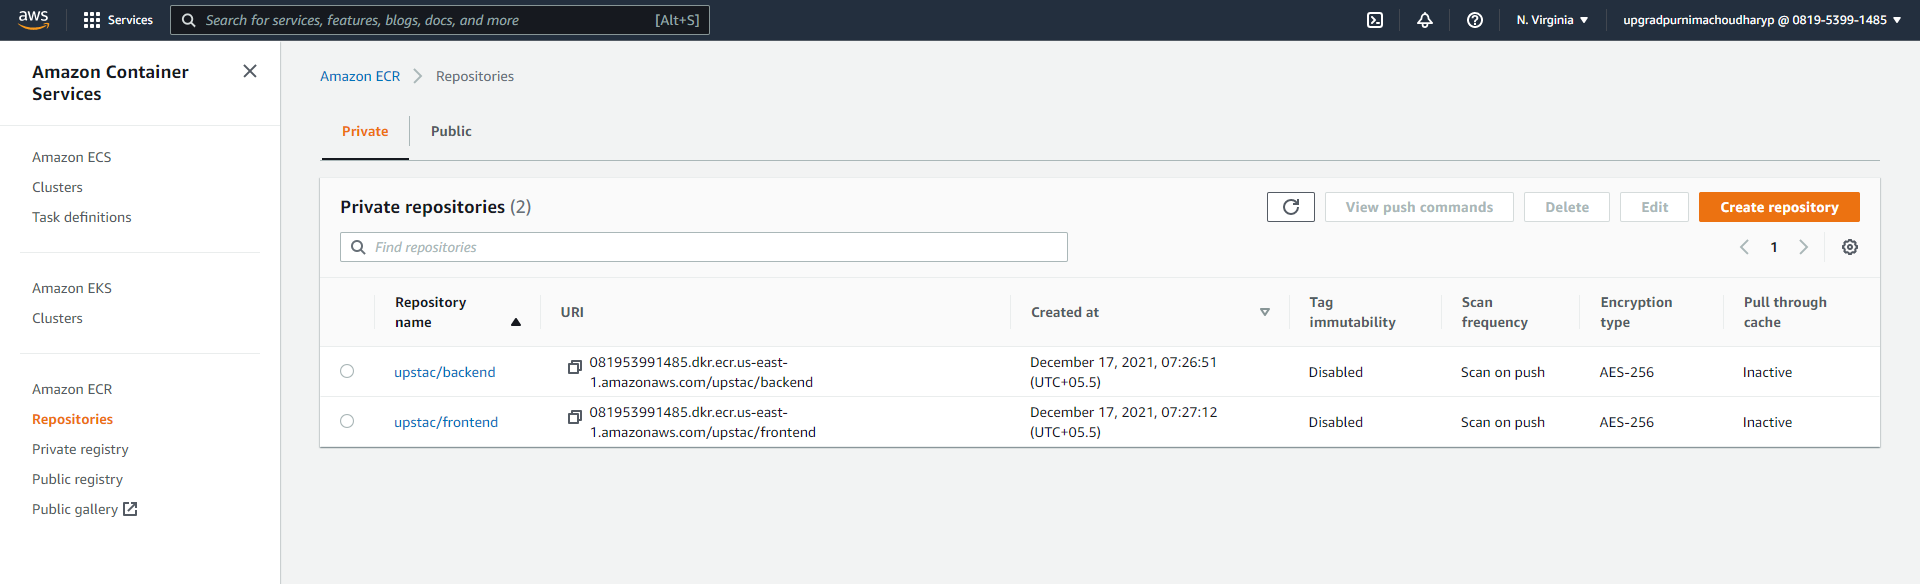 aws
Services
Search for services, features, blogs, docs, and more
[Alt+S]
N. Virginia
upgradpurnimachoudharyp @ 0819-5399-1485
Amazon Container
Services
Amazon ECS
Clusters
Task definitions
Amazon EKS
Clusters
Amazon ECR
Repositories
Private registry
Public registry
Public gallery
Amazon ECR
Repositories
Private
Public
Private repositories (2)
View push commands
Delete
Edit
Create repository
Find repositories
1
Repository
name
URI
Created at
Tag
immutability
Scan
frequency
Encryption
type
Pull through
cache
upstac/backend
081953991485.dkr.ecr.us-east-
1.amazonaws.com/upstac/backend
December 17, 2021, 07:26:51
(UTC+05.5)
Disabled
Scan on push
AES-256
Inactive
upstac/frontend
081953991485.dkr.ecr.us-east-
1.amazonaws.com/upstac/frontend
December 17, 2021, 07:27:12
(UTC+05.5)
Disabled
Scan on push
AES-256
Inactive